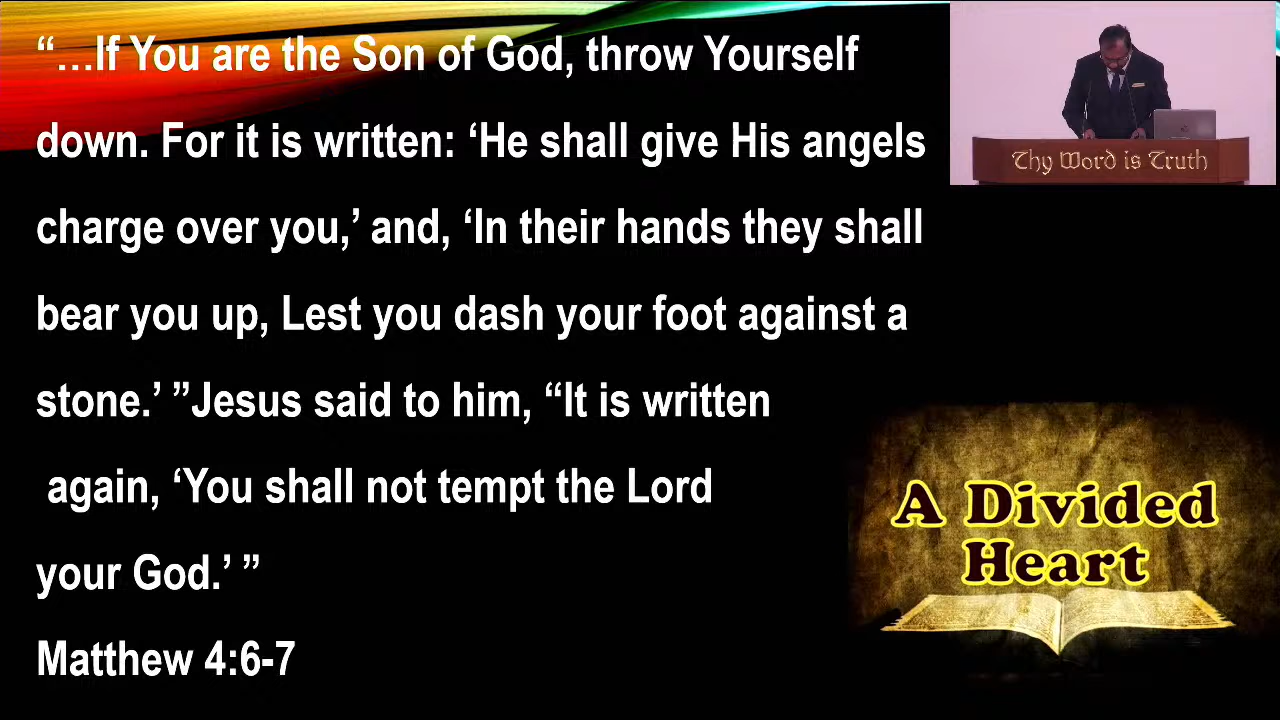 “…If You are the Son of God, throw Yourself
down. For it is written: ‘He shall give His angels
charge over you,’ and, ‘In their hands they shall
bear you up, Lest you dash your foot against a
stone.’ ”Jesus said to him, “It is written
again, ‘You shall not tempt the Lord
your God.’ ”
Matthew 4:6-7
Thy Word is Truth
A Divided
Heart